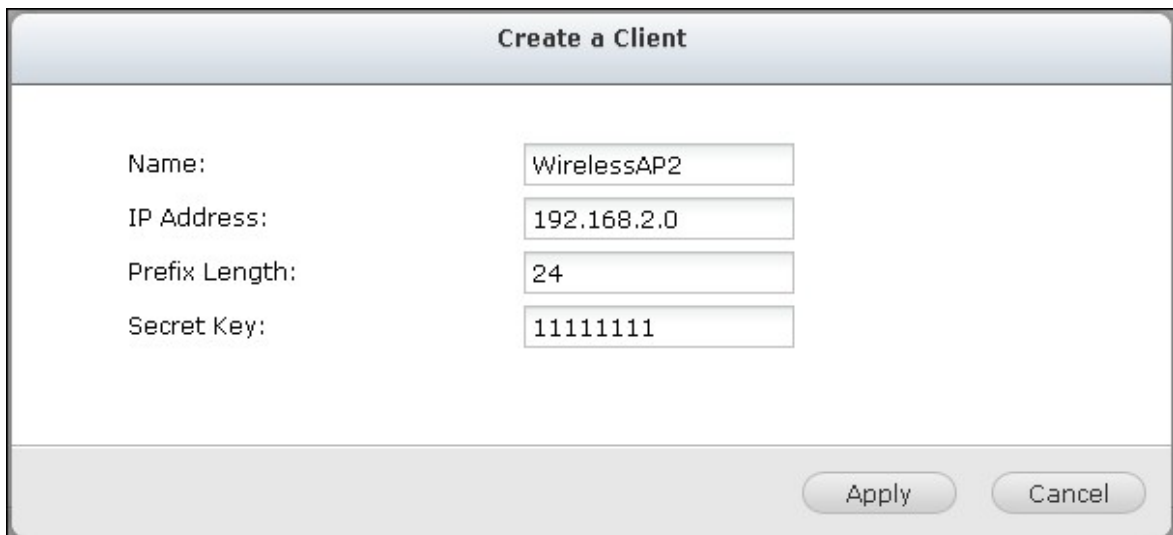 Create a Client
Name: WirelessAP2
IP Address: 192.168.2.0
Prefix Length: 24
Secret Key: 11111111
Apply Cancel